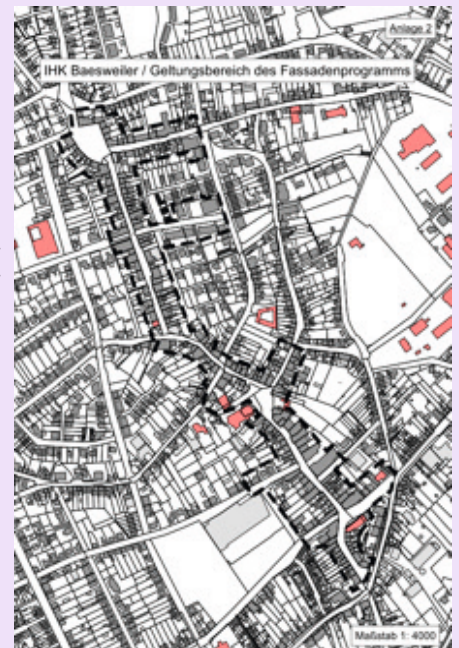 Anlage 2
IHK Baesweiler / Geltungsbereich des Fassadenprogramms
Maßstab 1: 4000